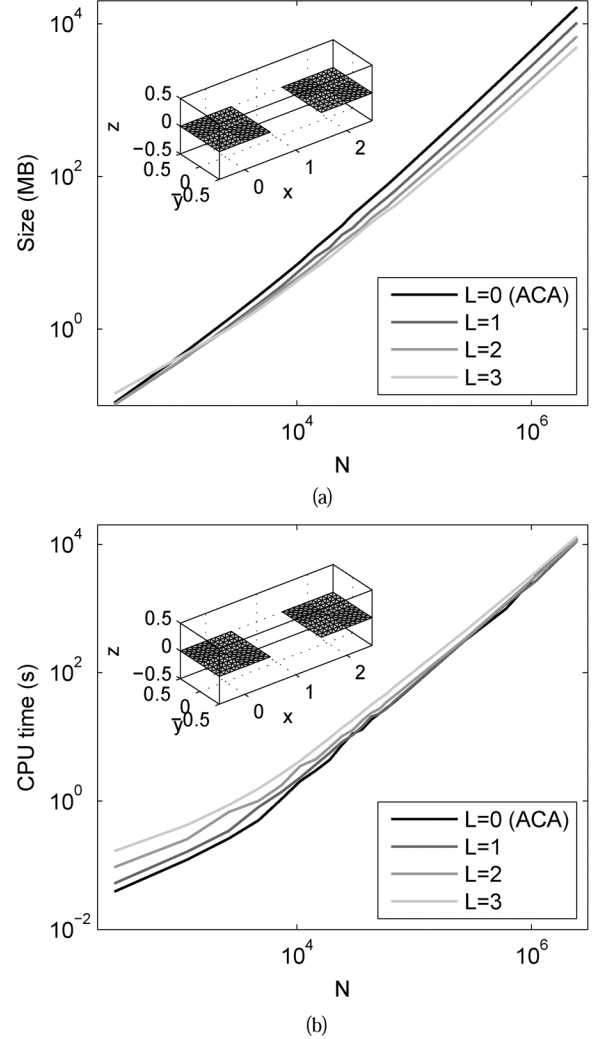 10^4
10^2
10^0
Size (MB)
0.5
0
−0.5
z
0.5
0
−0.5
y
0
1
2
x
L=0 (ACA)
L=1
L=2
L=3
10^4
10^6
N
(a)
10^4
10^2
10^0
10^−2
CPU time (s)
0.5
0
−0.5
z
0.5
0
−0.5
y
0
1
2
x
L=0 (ACA)
L=1
L=2
L=3
10^4
10^6
N
(b)